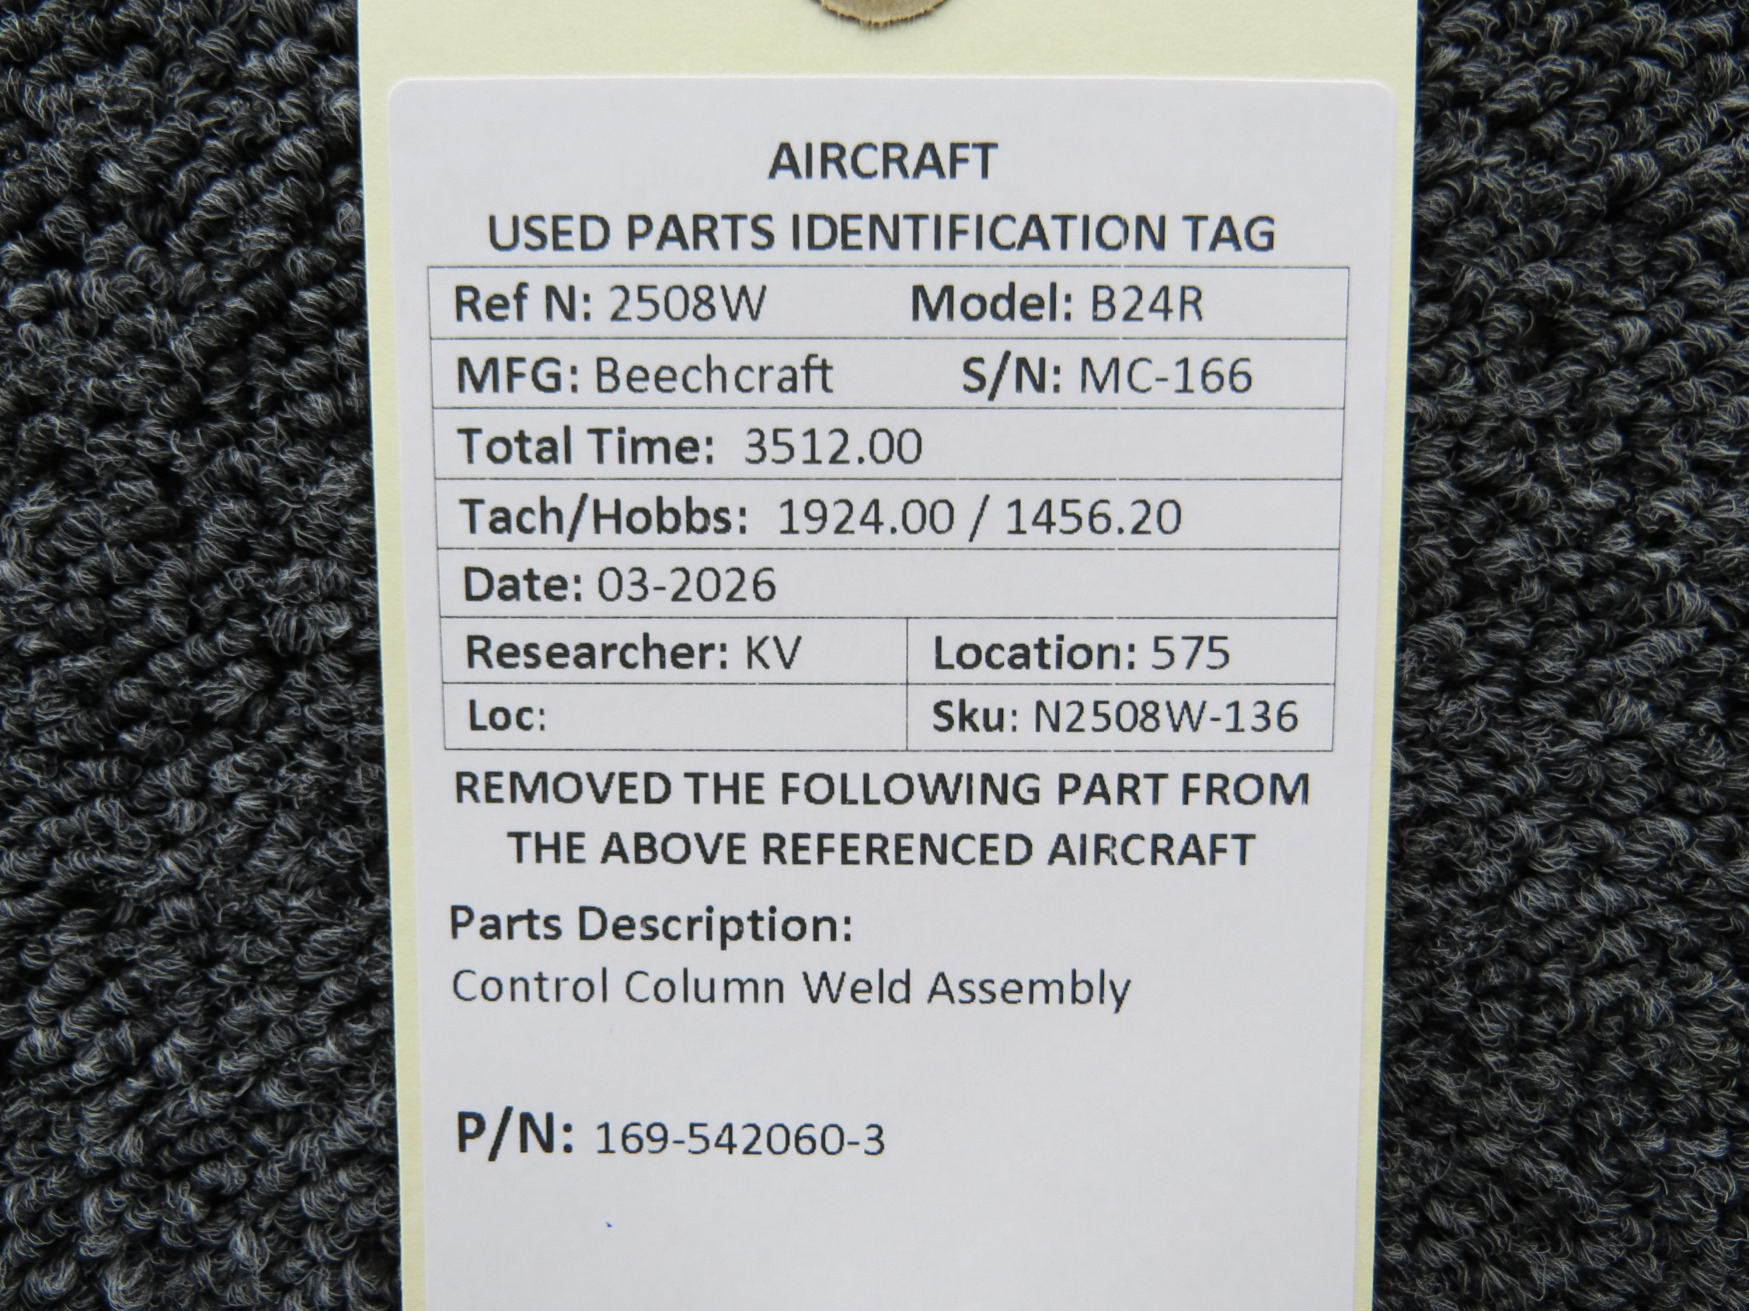 AIRCRAFT
USED PARTS IDENTIFICATION TAG
Ref N: 2508W Model: B24R
MFG: Beechcraft S/N: MC-166
Total Time: 3512.00
Tach/Hobbs: 1924.00 / 1456.20
Date: 03-2026
Researcher: KV Location: 575
Loc: Sku: N2508W-136
REMOVED THE FOLLOWING PART FROM
THE ABOVE REFERENCED AIRCRAFT
Parts Description:
Control Column Weld Assembly
P/N: 169-542060-3